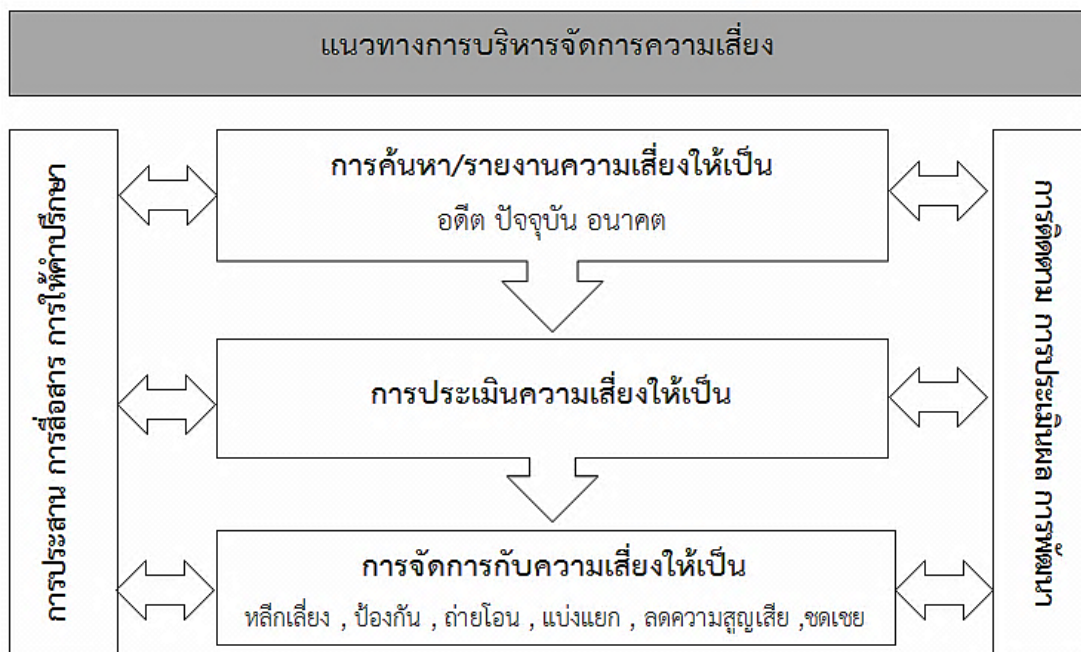 แนวทางการบริหารจัดการความเสี่ยง
การประสาน การสื่อสาร การให้คำปรึกษา
การค้นหา/รายงานความเสี่ยงให้เป็น
อดีต ปัจจุบัน อนาคต
การประเมินความเสี่ยงให้เป็น
การจัดการกับความเสี่ยงให้เป็น
หลีกเลี่ยง , ป้องกัน , ถ่ายโอน , แบ่งแยก , ลดความสูญเสีย ,ชดเชย
การติดตาม การประเมินผล การพัฒนา